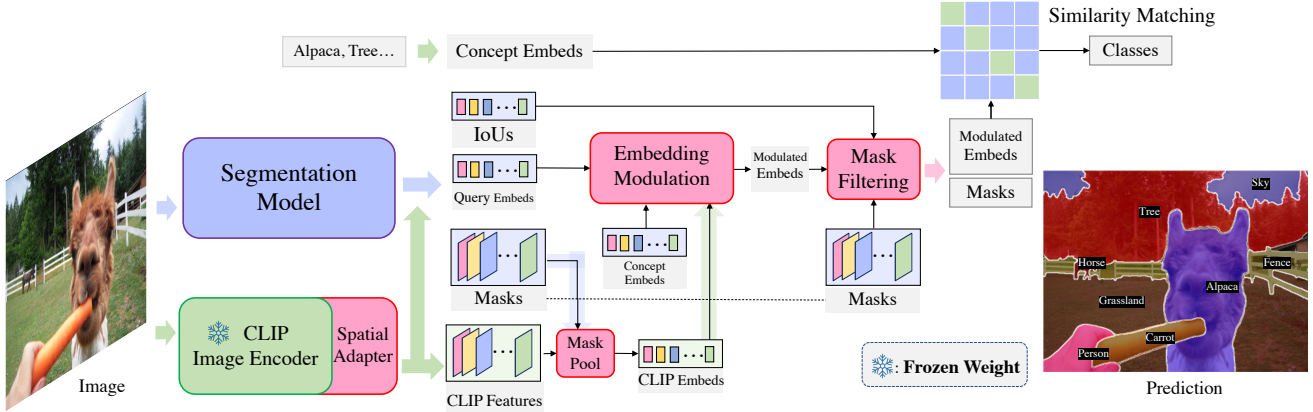 Similarity Matching
Alpaca, Tree…
Concept Embeds
Classes
IoUs
Segmentation
Model
Query Embeds
Embedding
Modulation
Modulated
Embeds
Mask
Filtering
Modulated
Embeds
Masks
Concept
Embeds
Masks
Masks
CLIP
Image Encoder
Spatial
Adapter
Mask
Pool
CLIP Features
CLIP Embeds
Image
: Frozen Weight
Sky
Tree
Horse
Fence
Alpaca
Grassland
Carrot
Person
Prediction